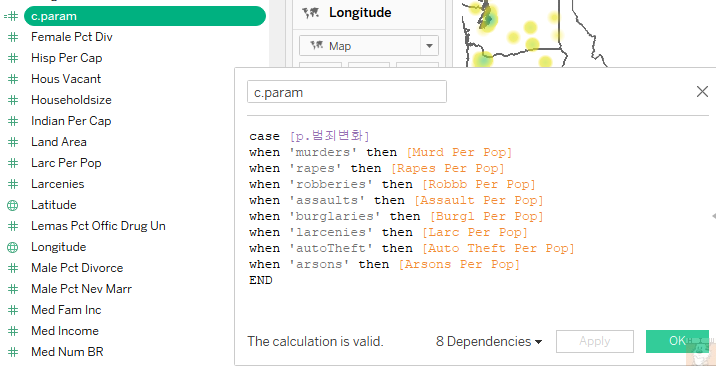 c.param
Female Pct Div
Hisp Per Cap
Hous Vacant
Householdsize
Indian Per Cap
Land Area
Larc Per Pop
Larcenies
Latitude
Lemas Pct Offic Drug Un
Longitude
Male Pct Divorce
Male Pct Nev Marr
Med Fam Inc
Med Income
Med Num BR
Longitude
Map
c.param
case [p.범죄변화]
when 'murders' then [Murd Per Pop]
when 'rapes' then [Rapes Per Pop]
when 'robberies' then [Robbb Per Pop]
when 'assaults' then [Assault Per Pop]
when 'burglaries' then [Burgl Per Pop]
when 'larcenies' then [Larc Per Pop]
when 'autoTheft' then [Auto Theft Per Pop]
when 'arsons' then [Arsons Per Pop]
END
The calculation is valid.
8 Dependencies
Apply
OK